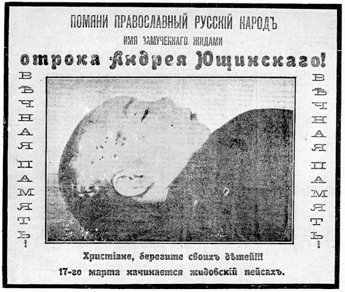 ПОМЯНИ ПРАВОСЛАВНЫЙ РУССКІЙ НАРОДЪ
ИМЯ ЗАМУЧЕННАГО ЖИДАМИ
отрока Андрея Ющинскаго!
ВѢЧНАЯ ПАМЯТЬ!
ВѢЧНАЯ ПАМЯТЬ!
Христіане, берегите своихъ дѣтей!!!
17-го марта начинается жидовскій пейсахъ.